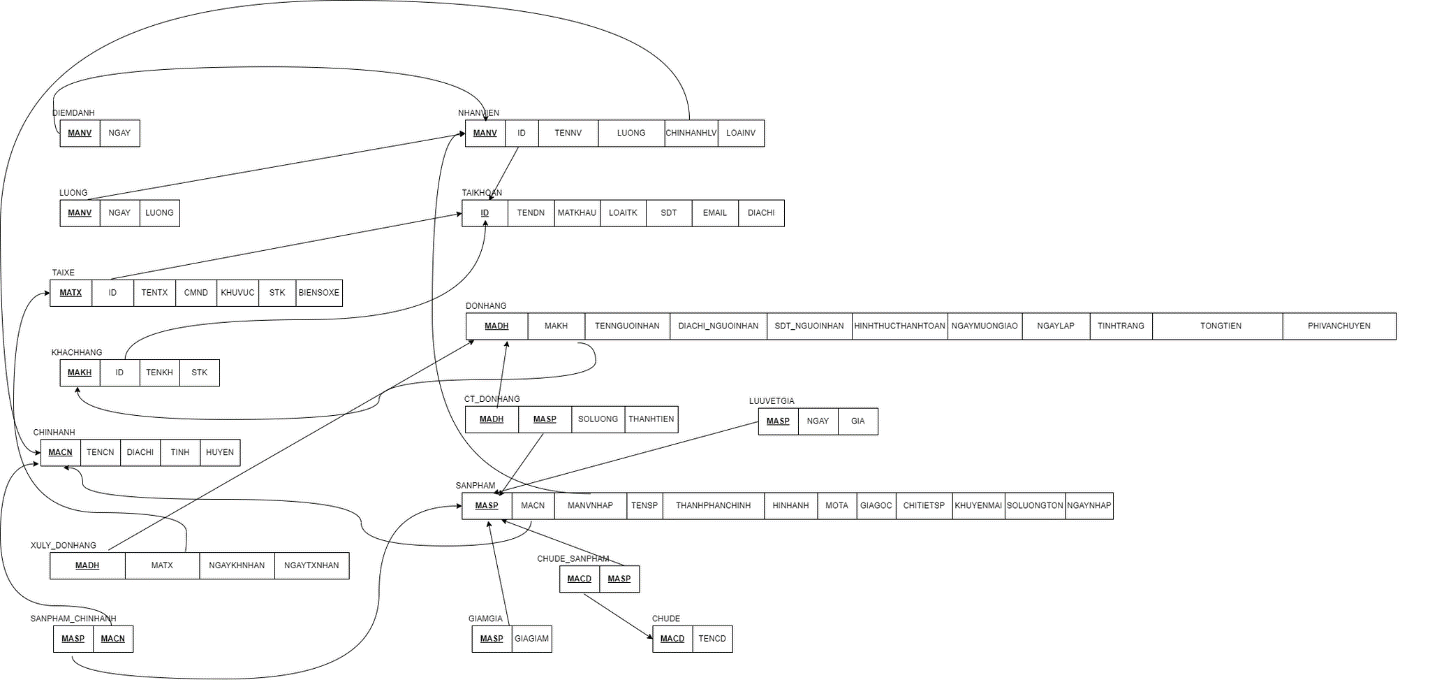 DIEMDANH
MANV NGAY
NHANVIEN
MANV ID TENNV LUONG CHINHANHLV LOAINV
LUONG
MANV NGAY LUONG
TAIKHOAN
ID TENDN MATKHAU LOAITK SDT EMAIL DIACHI
TAIXE
MATX ID TENTX CMND KHUVUC STK BIENSOXE
DONHANG
MADH MAKH TENNGUOINHAN DIACHI_NGUOINHAN SDT_NGUOINHAN HINHTHUCTHANHTOAN NGAYMUONGIAO NGAYLAP TINHTRANG TONGTIEN PHIVANCHUYEN
KHACHHANG
MAKH ID TENKH STK
CT_DONHANG
MADH MASP SOLUONG THANHTIEN
LUUVETGIA
MASP NGAY GIA
CHINHANH
MACN TENCN DIACHI TINH HUYEN
SANPHAM
MASP MACN MANVNHAP TENSP THANHPHANCHINH HINHANH MOTA GIAGOC CHITIETSP KHUYENMAI SOLUONGTON NGAYNHAP
XULY_DONHANG
MADH MATX NGAYKHNHAN NGAYTXNHAN
CHUDE_SANPHAM
MACD MASP
SANPHAM_CHINHANH
MASP MACN
GIAMGIA
MASP GIAGIAM
CHUDE
MACD TENCD